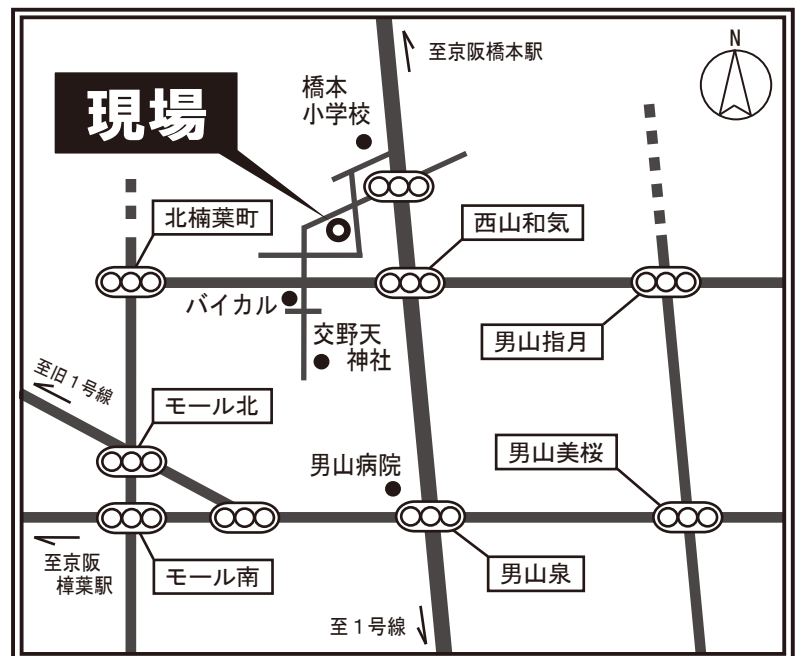 至京阪橋本駅
N
橋本
小学校
現場
北楠葉町
西山和気
バイカル
男山指月
交野天
神社
至旧1号線
モール北
男山病院
男山美桜
至京阪
樟葉駅
モール南
男山泉
至1号線